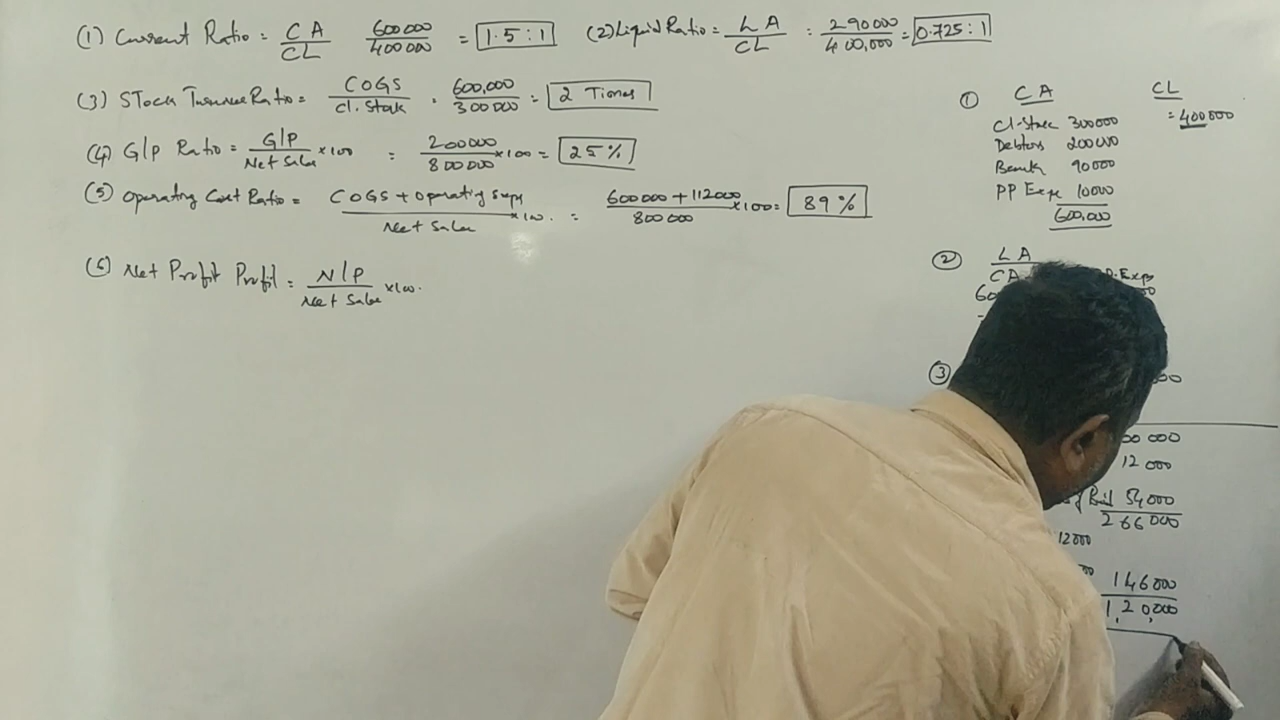 (1) Current Ratio = CA / CL 600000 / 400000 = 1.5 : 1 (2) Liquid Ratio = LA / CL : 290000 / 400,000 = 0.725 : 1
(3) Stock Ratio = COGS / Cl. Stock = 600,000 / 300000 = 2 Times
(4) G/P Ratio = G/P / Net Sales ×100 = 200000 / 800000 ×100 = 25%
(5) Operating Cost Ratio = COGS + Operating Exps / Net Sales ×100. = 600000 + 112000 / 800000 ×100 = 89%
(6) Net Profit Profit = N/P / Net Sales ×100.
① CA CL
Cl. Stock 300000 = 400000
Debtors 200000
Bank 90000
PP Exps 10000
600,000
② LA
CA P. Exps
③
12000
54000
266000
12000
146000
1,20,000